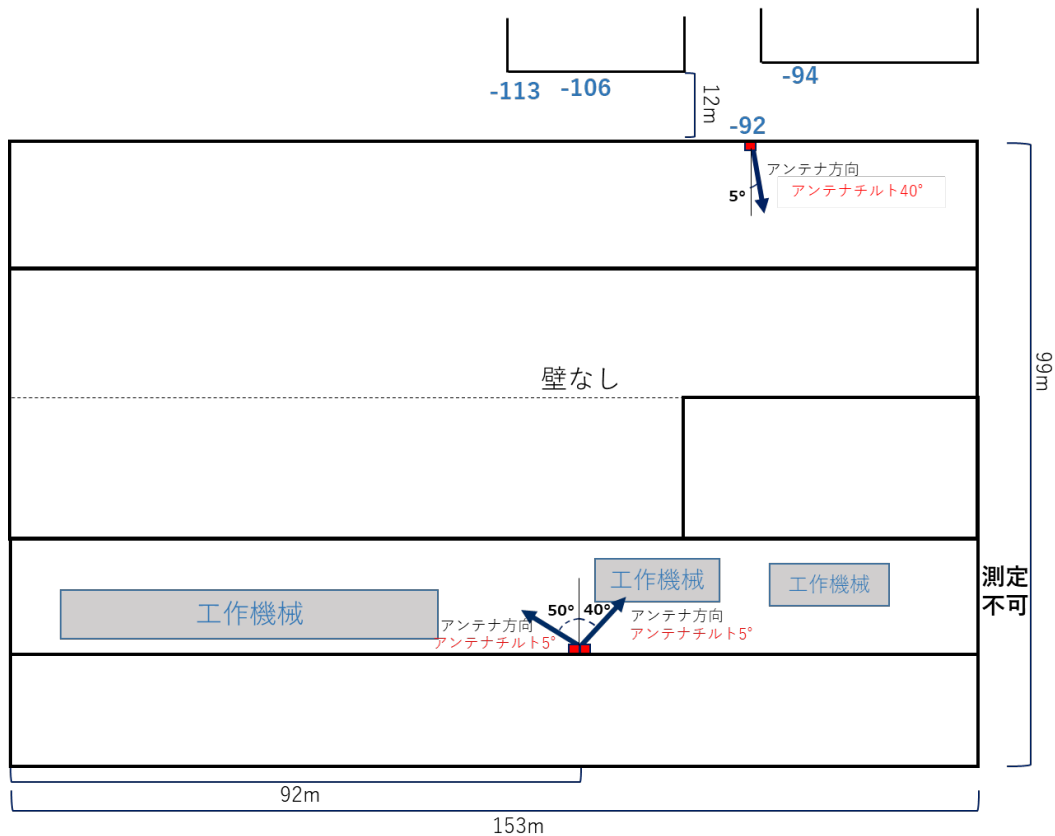 -113
-106
-94
12m
-92
アンテナ方向
アンテナチルト40°
5°
99m
壁なし
測定
不可
工作機械
工作機械
工作機械
50°
40°
アンテナ方向
アンテナチルト5°
アンテナ方向
アンテナチルト5°
92m
153m